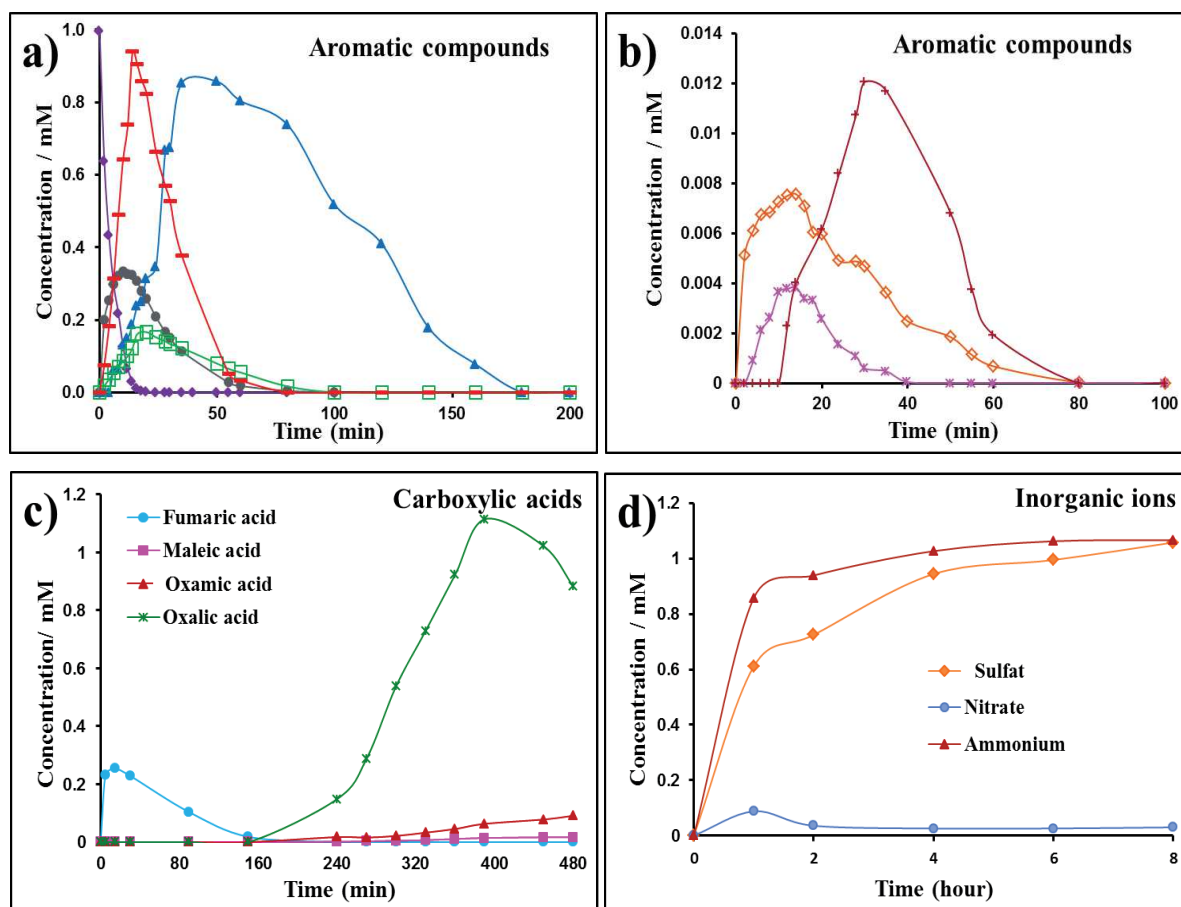 a)
Aromatic compounds
Concentration / mM
1.0
0.8
0.6
0.4
0.2
0.0
0 50 100 150 200
Time (min)
b)
Aromatic compounds
Concentration / mM
0.014
0.012
0.01
0.008
0.006
0.004
0.002
0
0 20 40 60 80 100
Time (min)
c)
Carboxylic acids
Fumaric acid
Maleic acid
Oxamic acid
Oxalic acid
Concentration/ mM
1.2
1
0.8
0.6
0.4
0.2
0
0 80 160 240 320 400 480
Time (min)
d)
Inorganic ions
Sulfat
Nitrate
Ammonium
Concentration / mM
1.2
1
0.8
0.6
0.4
0.2
0
0 2 4 6 8
Time (hour)